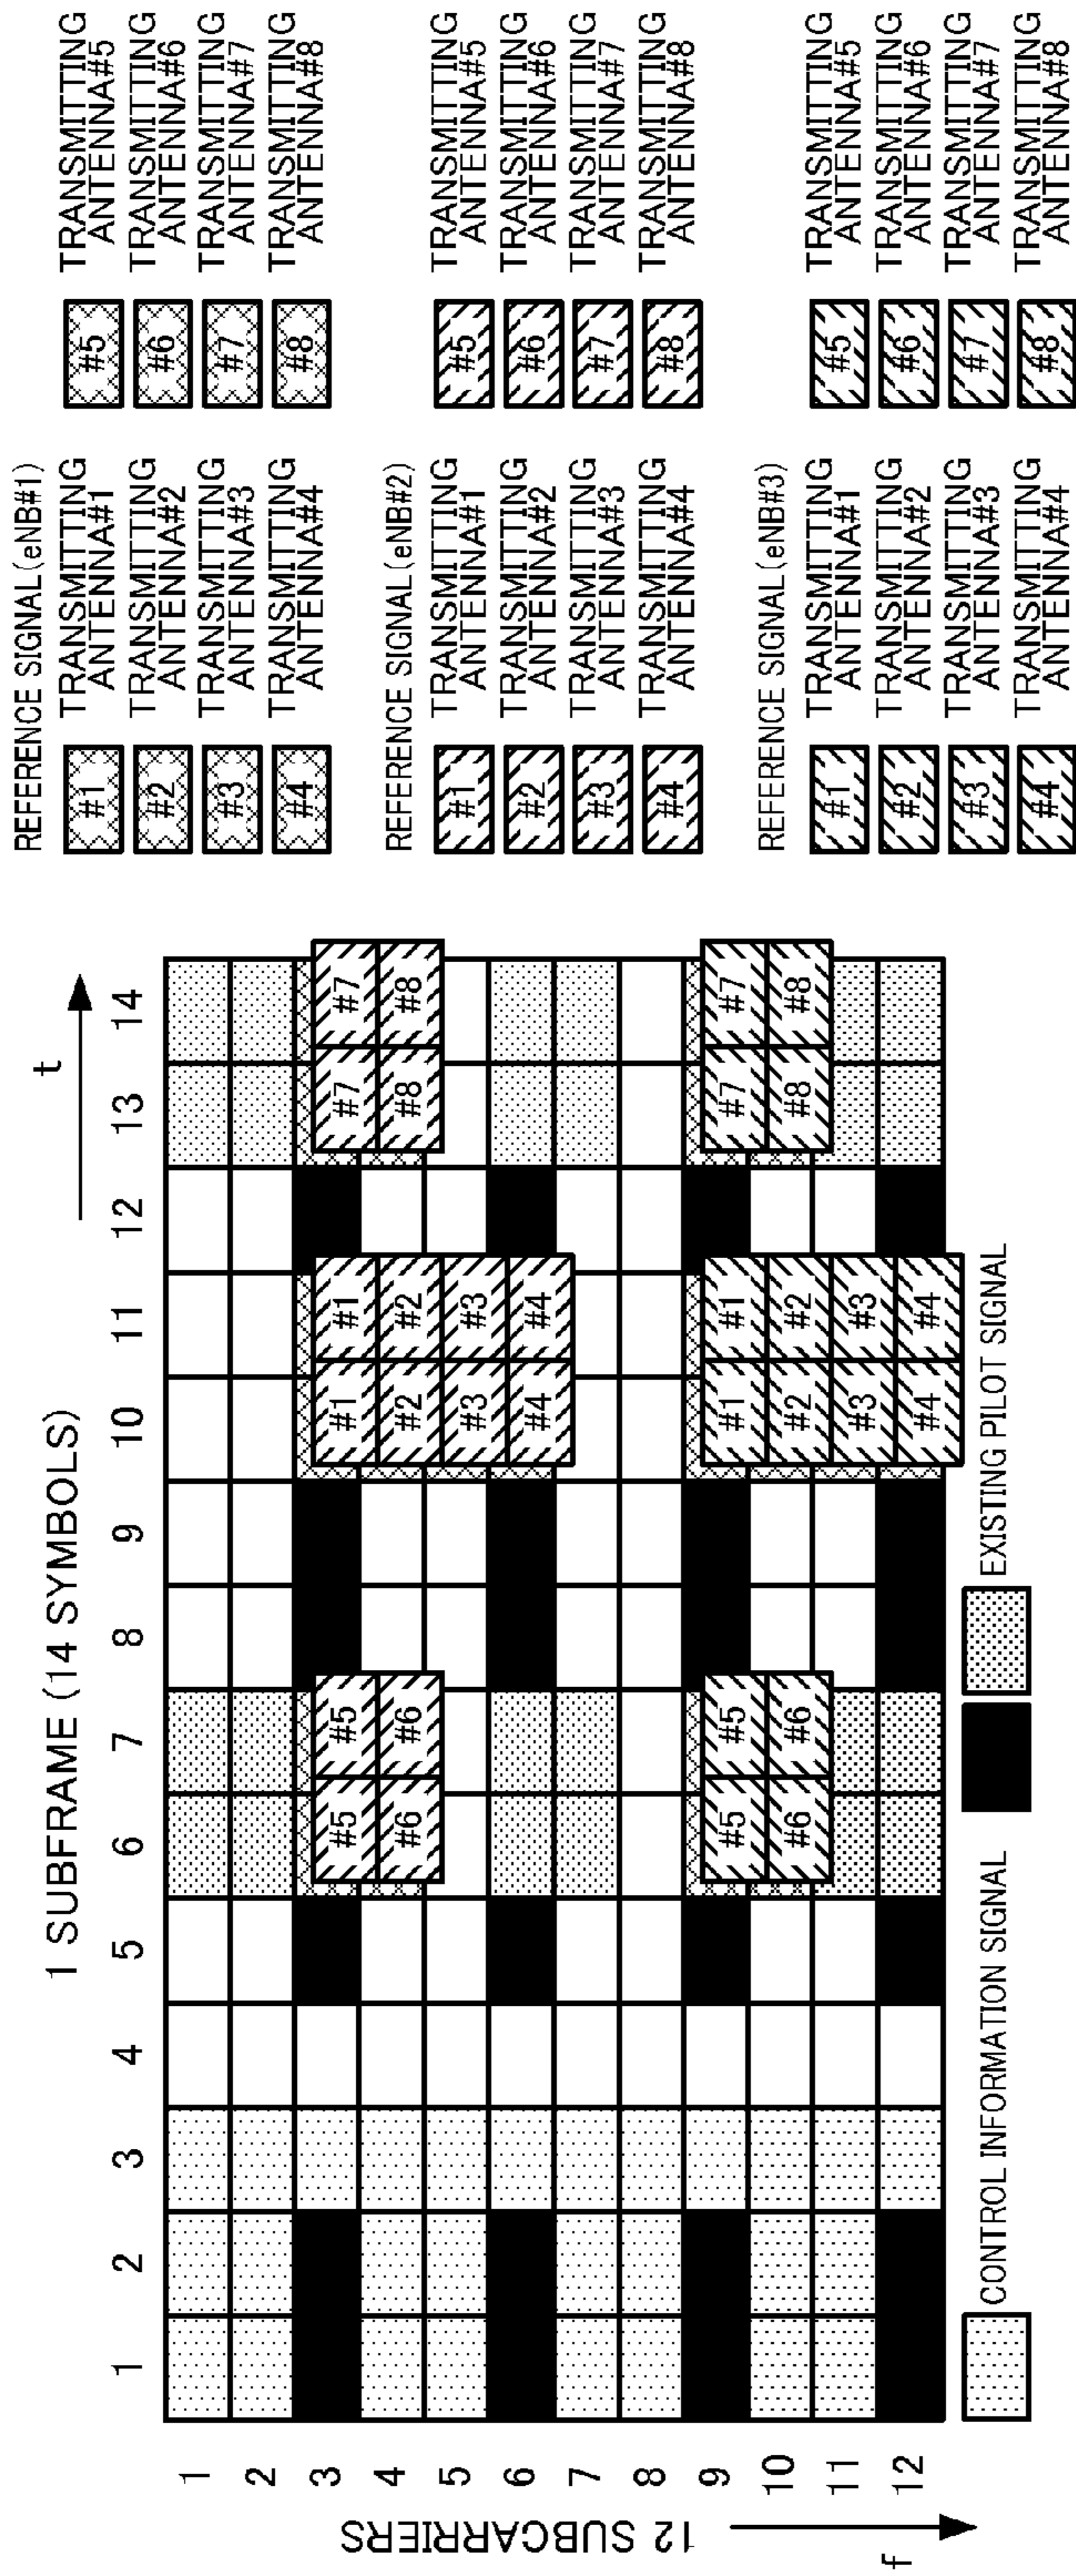 1 SUBFRAME (14 SYMBOLS)
t
1 2 3 4 5 6 7 8 9 10 11 12 13 14
12 SUBCARRIERS
f
1
2
3
4
5
6
7
8
9
10
11
12
#5 #5 #1 #1 #7 #7
#6 #6 #2 #2 #8 #8
#3 #3
#4 #4
#5 #5 #1 #1 #7 #7
#6 #6 #2 #2 #8 #8
#3 #3
#4 #4
CONTROL INFORMATION SIGNAL
EXISTING PILOT SIGNAL
REFERENCE SIGNAL(eNB#1)
#1 TRANSMITTING ANTENNA#1
#2 TRANSMITTING ANTENNA#2
#3 TRANSMITTING ANTENNA#3
#4 TRANSMITTING ANTENNA#4
#5 TRANSMITTING ANTENNA#5
#6 TRANSMITTING ANTENNA#6
#7 TRANSMITTING ANTENNA#7
#8 TRANSMITTING ANTENNA#8
REFERENCE SIGNAL(eNB#2)
#1 TRANSMITTING ANTENNA#1
#2 TRANSMITTING ANTENNA#2
#3 TRANSMITTING ANTENNA#3
#4 TRANSMITTING ANTENNA#4
#5 TRANSMITTING ANTENNA#5
#6 TRANSMITTING ANTENNA#6
#7 TRANSMITTING ANTENNA#7
#8 TRANSMITTING ANTENNA#8
REFERENCE SIGNAL(eNB#3)
#1 TRANSMITTING ANTENNA#1
#2 TRANSMITTING ANTENNA#2
#3 TRANSMITTING ANTENNA#3
#4 TRANSMITTING ANTENNA#4
#5 TRANSMITTING ANTENNA#5
#6 TRANSMITTING ANTENNA#6
#7 TRANSMITTING ANTENNA#7
#8 TRANSMITTING ANTENNA#8